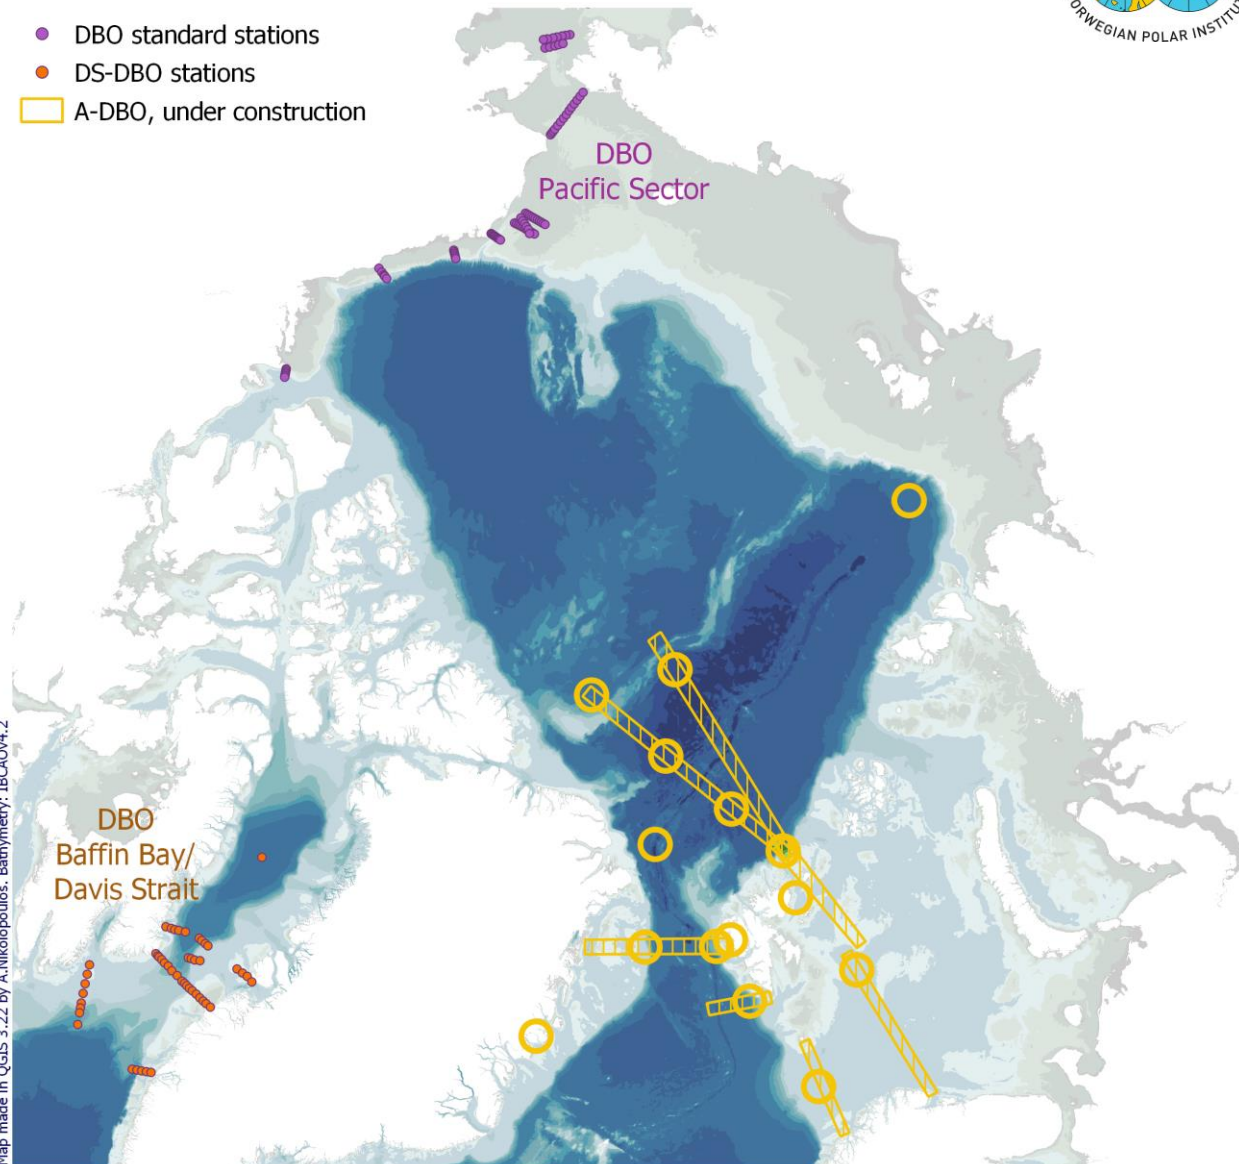 DBO standard stations
DS-DBO stations
A-DBO, under construction
ORWEGIAN POLAR INSTITU
DBO
Pacific Sector
DBO
Baffin Bay/
Davis Strait
Map made in QGIS 3.22 by A.Nikolopoulos. Bathymetry: IBCAOv4.2